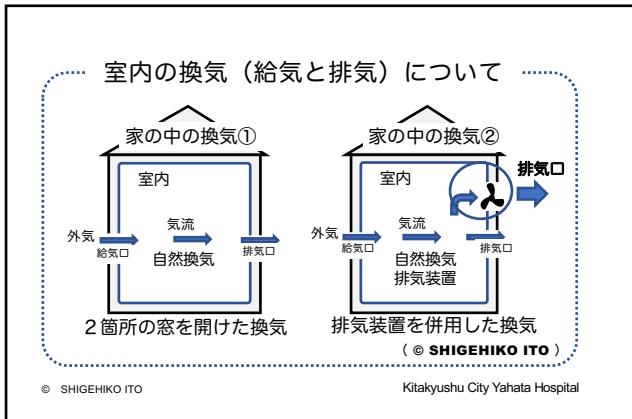 室内の換気（給気と排気）について
家の中の換気①
室内
外気
給気口
気流
自然換気
排気口
２箇所の窓を開けた換気
家の中の換気②
室内
排気口
外気
給気口
気流
自然換気
排気装置
排気口
排気装置を併用した換気
（ © SHIGEHIKO ITO ）
© SHIGEHIKO ITO
Kitakyushu City Yahata Hospital